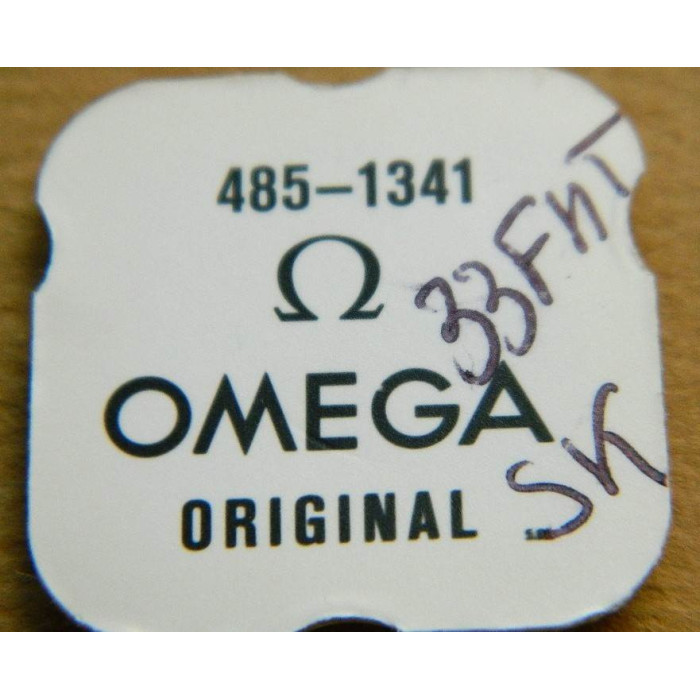 485-1341
Ω
OMEGA
ORIGINAL
33FHT
SK